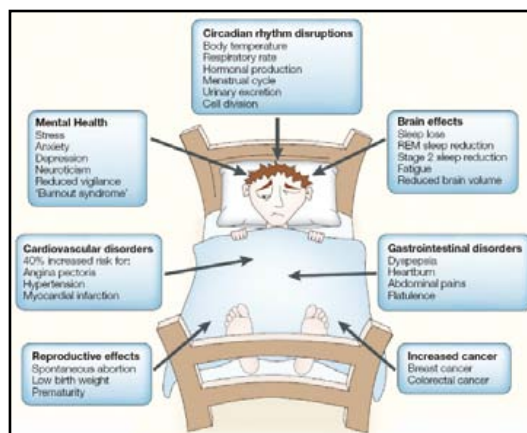 Circadian rhythm disruptions
Body temperature
Respiratory rate
Hormonal production
Menstrual cycle
Urinary excretion
Cell division
Mental Health
Stress
Anxiety
Depression
Neuroticism
Reduced vigilance
'Burnout syndrome'
Brain effects
Sleep lose
REM sleep reduction
Stage 2 sleep reduction
Fatigue
Reduced brain volume
Cardiovascular disorders
40% increased risk for:
Angina pectoris
Hypertension
Myocardial infarction
Gastrointestinal disorders
Dyspepsia
Heartburn
Abdominal pains
Flatulence
Reproductive effects
Spontaneous abortion
Low birth weight
Prematurity
Increased cancer
Breast cancer
Colorectal cancer